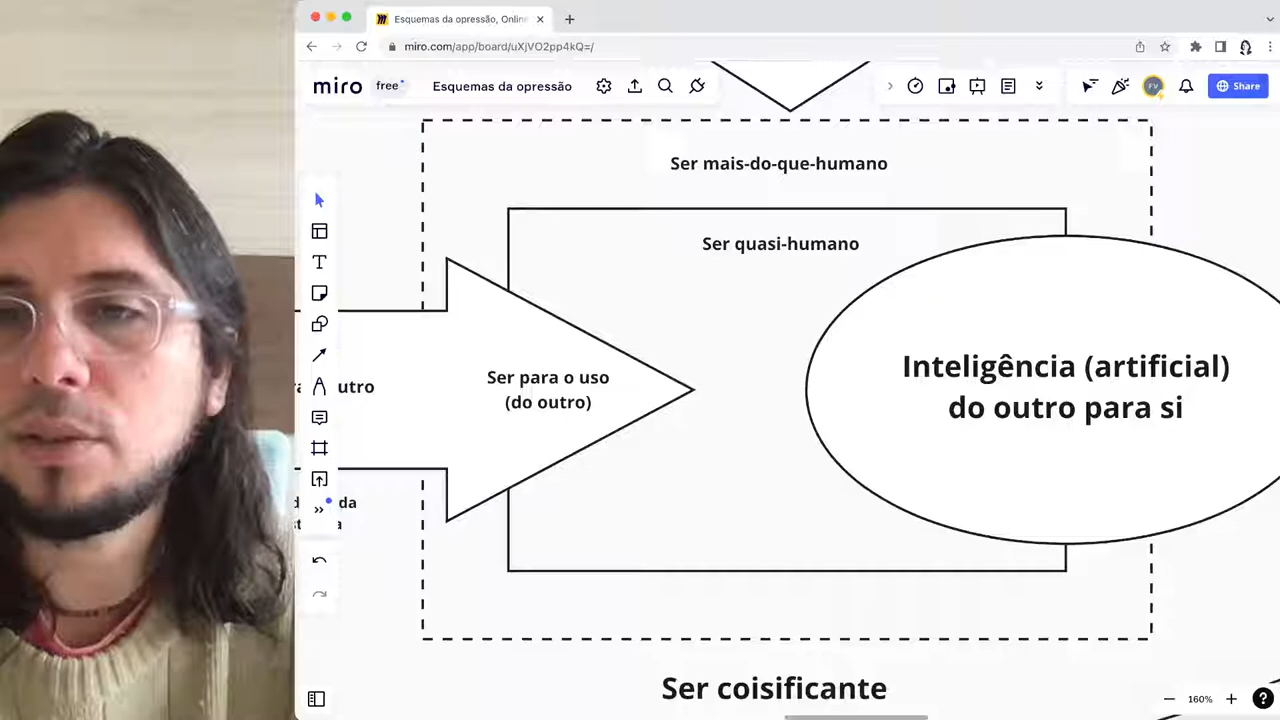 Esquemas da opressão, Online
miro.com/app/board/uXjVO2pp4kQ=/
miro free Esquemas da opressão
FV
Share
Ser mais-do-que-humano
Ser quasi-humano
Ser para o uso
(do outro)
Inteligência (artificial)
do outro para si
utro
da
Ser coisificante
160%